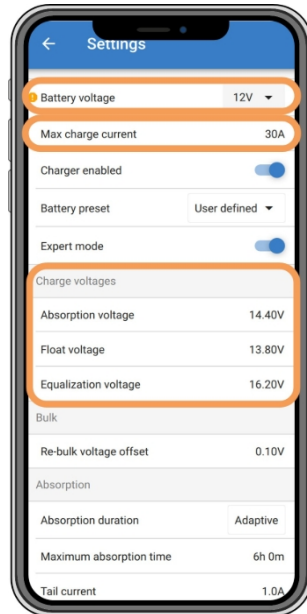 Settings
Battery voltage 12V
Max charge current 30A
Charger enabled
Battery preset User defined
Expert mode
Charge voltages
Absorption voltage 14.40V
Float voltage 13.80V
Equalization voltage 16.20V
Bulk
Re-bulk voltage offset 0.10V
Absorption
Absorption duration Adaptive
Maximum absorption time 6h 0m
Tail current 1.0A